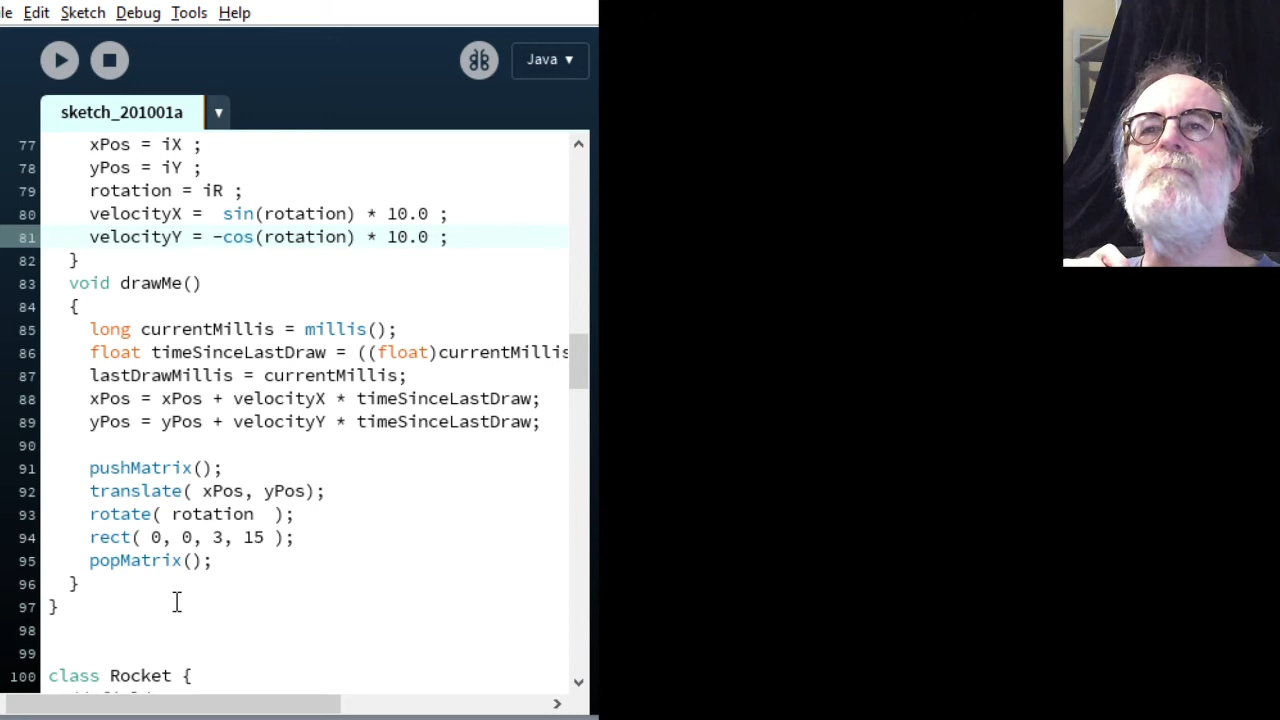 Edit Sketch Debug Tools Help
Java ▼
sketch_201001a ▼
77 xPos = iX ;
78 yPos = iY ;
79 rotation = iR ;
80 velocityX =  sin(rotation) * 10.0 ;
81 velocityY = -cos(rotation) * 10.0 ;
82 }
83 void drawMe()
84 {
85 long currentMillis = millis();
86 float timeSinceLastDraw = ((float)currentMillis
87 lastDrawMillis = currentMillis;
88 xPos = xPos + velocityX * timeSinceLastDraw;
89 yPos = yPos + velocityY * timeSinceLastDraw;
90
91 pushMatrix();
92 translate( xPos, yPos);
93 rotate( rotation  );
94 rect( 0, 0, 3, 15 );
95 popMatrix();
96 }
97 }
98
99
100 class Rocket {